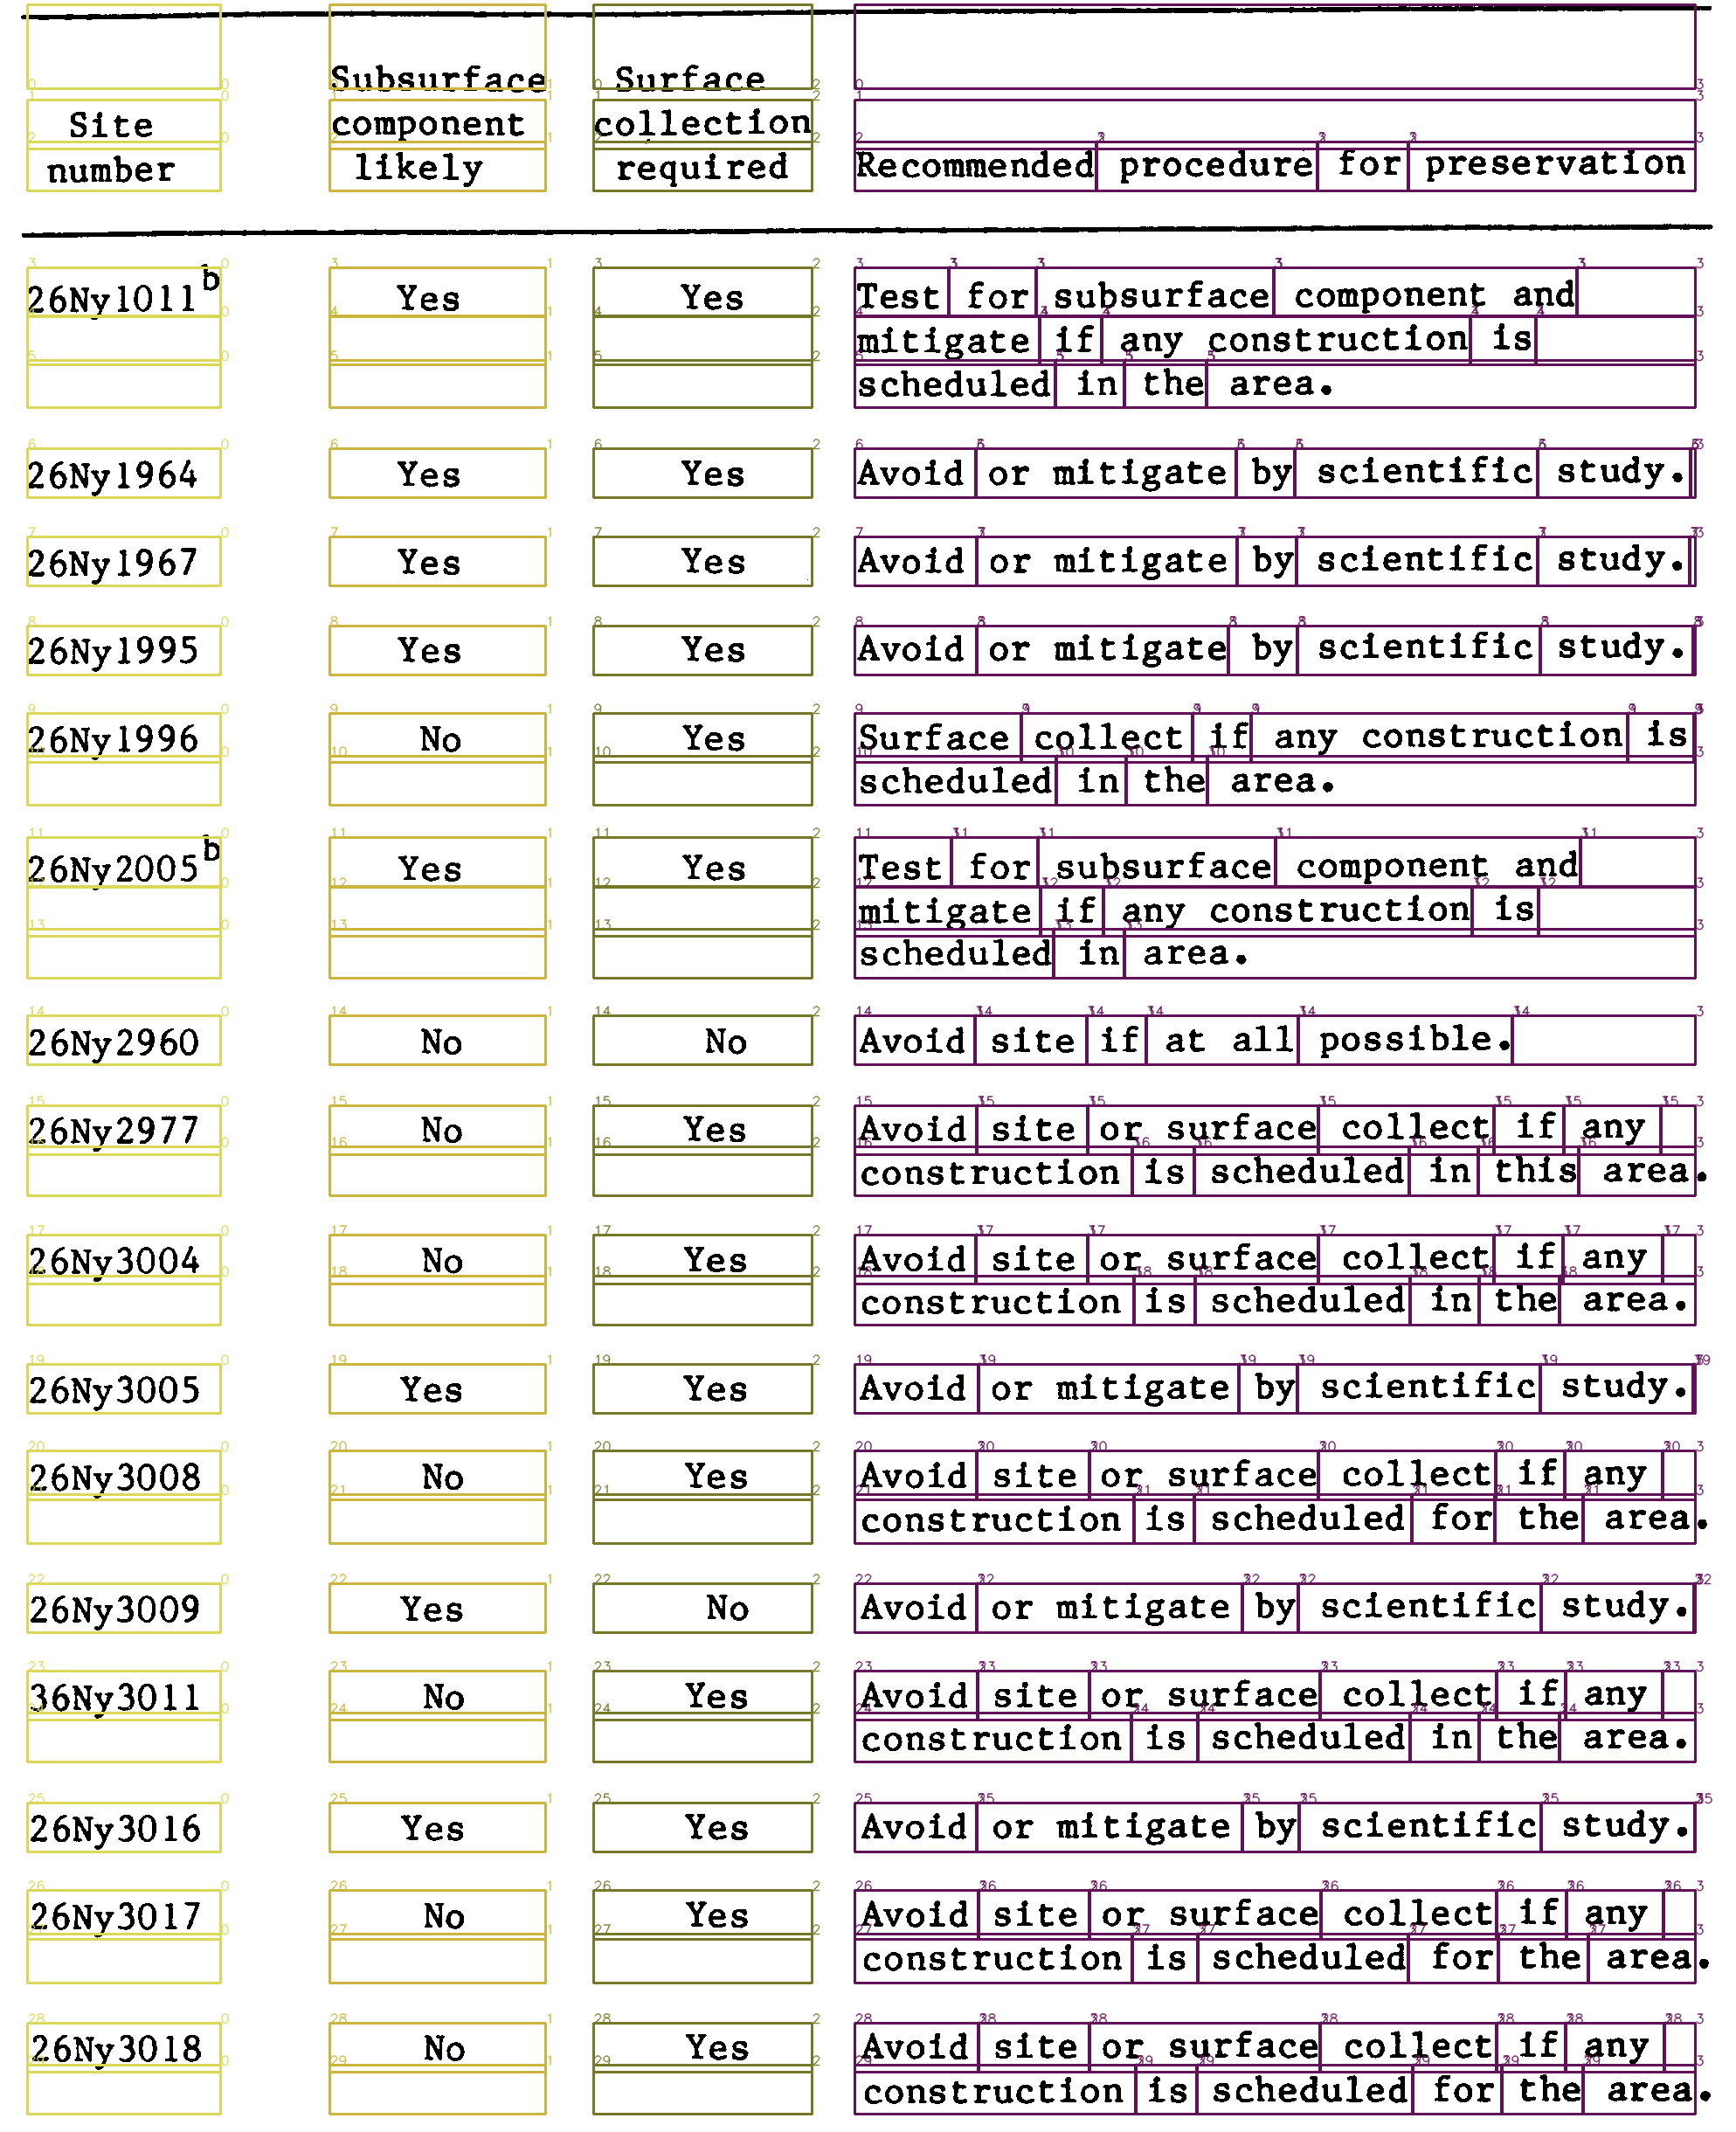 Subsurface Surface
Site component collection
number likely required Recommended procedure for preservation
26Ny1011b Yes Yes Test for subsurface component and
mitigate if any construction is
scheduled in the area.
26Ny1964 Yes Yes Avoid or mitigate by scientific study.
26Ny1967 Yes Yes Avoid or mitigate by scientific study.
26Ny1995 Yes Yes Avoid or mitigate by scientific study.
26Ny1996 No Yes Surface collect if any construction is
scheduled in the area.
26Ny2005b Yes Yes Test for subsurface component and
mitigate if any construction is
scheduled in area.
26Ny2960 No No Avoid site if at all possible.
26Ny2977 No Yes Avoid site or surface collect if any
construction is scheduled in this area.
26Ny3004 No Yes Avoid site or surface collect if any
construction is scheduled in the area.
26Ny3005 Yes Yes Avoid or mitigate by scientific study.
26Ny3008 No Yes Avoid site or surface collect if any
construction is scheduled for the area.
26Ny3009 Yes No Avoid or mitigate by scientific study.
36Ny3011 No Yes Avoid site or surface collect if any
construction is scheduled in the area.
26Ny3016 Yes Yes Avoid or mitigate by scientific study.
26Ny3017 No Yes Avoid site or surface collect if any
construction is scheduled for the area.
26Ny3018 No Yes Avoid site or surface collect if any
construction is scheduled for the area.